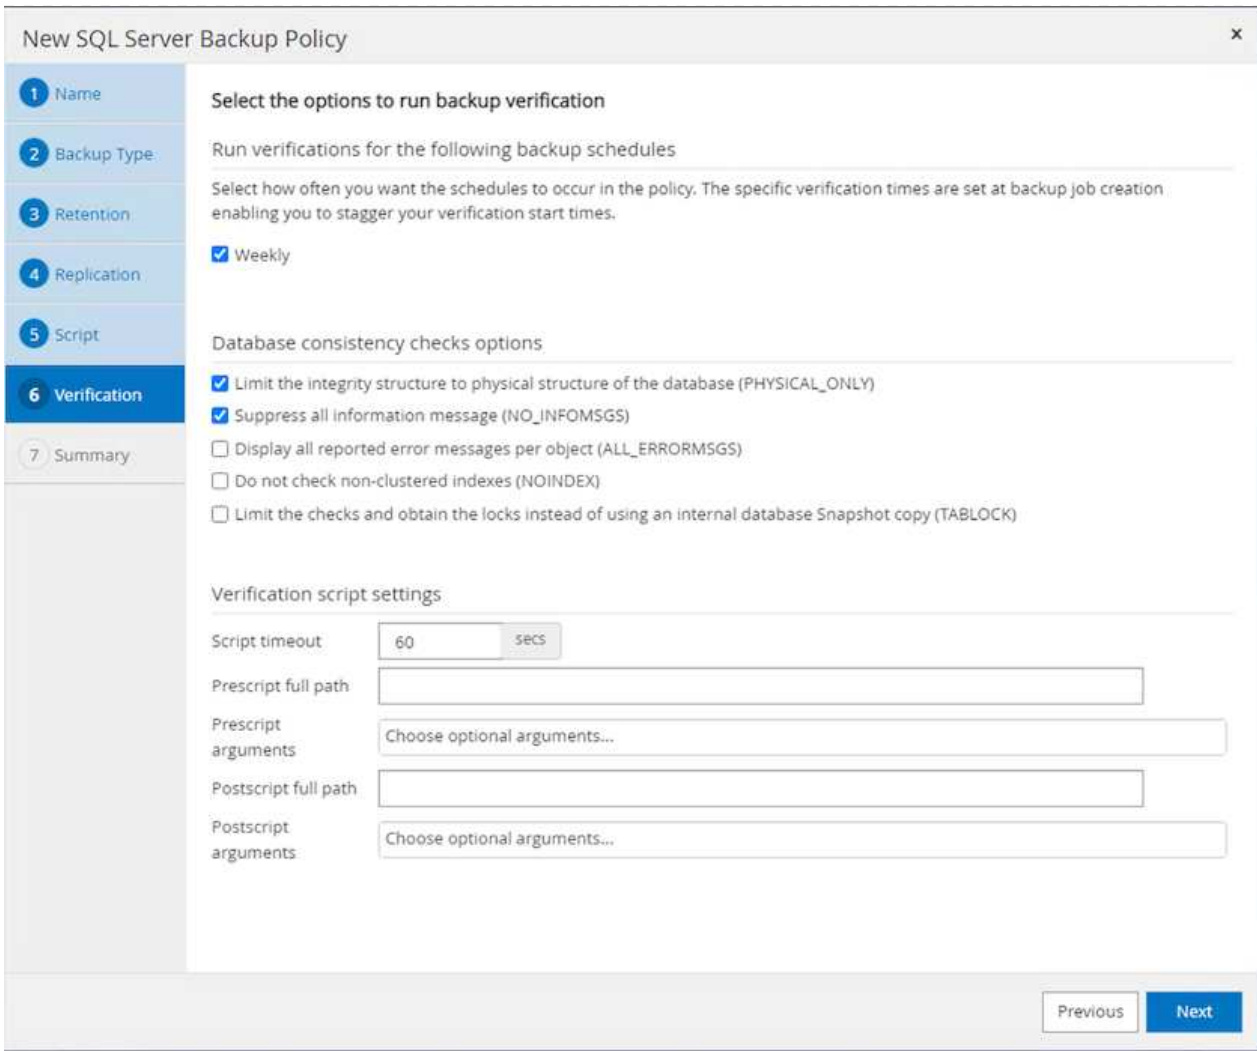 New SQL Server Backup Policy
x
1 Name
2 Backup Type
3 Retention
4 Replication
5 Script
6 Verification
7 Summary
Select the options to run backup verification
Run verifications for the following backup schedules
Select how often you want the schedules to occur in the policy. The specific verification times are set at backup job creation
enabling you to stagger your verification start times.
Weekly
Database consistency checks options
Limit the integrity structure to physical structure of the database (PHYSICAL_ONLY)
Suppress all information message (NO_INFOMSGS)
Display all reported error messages per object (ALL_ERRORMSGS)
Do not check non-clustered indexes (NOINDEX)
Limit the checks and obtain the locks instead of using an internal database Snapshot copy (TABLOCK)
Verification script settings
Script timeout 60 secs
Prescript full path
Prescript
arguments
Choose optional arguments...
Postscript full path
Postscript
arguments
Choose optional arguments...
Previous Next